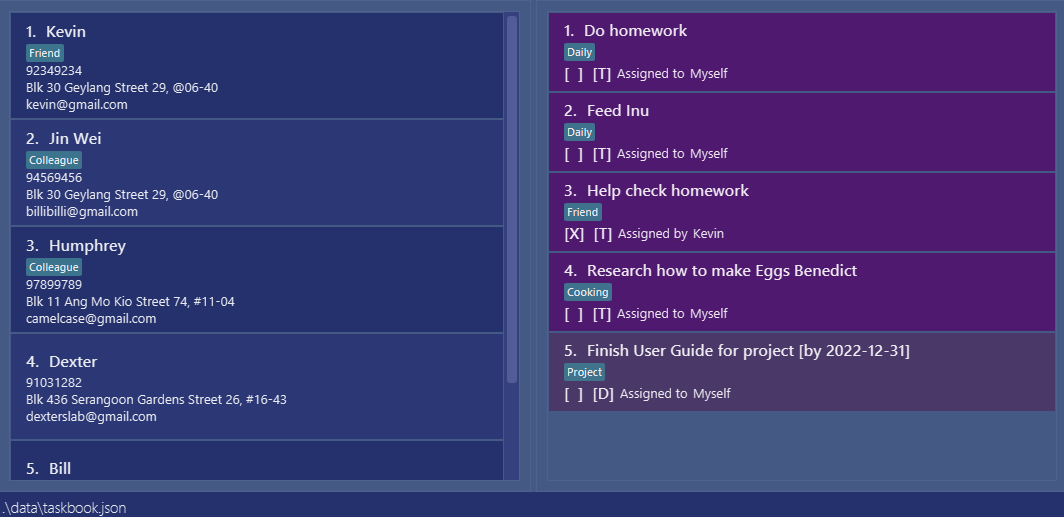 1. Kevin
Friend
92349234
Blk 30 Geylang Street 29, @06-40
kevin@gmail.com
2. Jin Wei
Colleague
94569456
Blk 30 Geylang Street 29, @06-40
billibilli@gmail.com
3. Humphrey
Colleague
97899789
Blk 11 Ang Mo Kio Street 74, #11-04
camelcase@gmail.com
4. Dexter
91031282
Blk 436 Serangoon Gardens Street 26, #16-43
dexterslab@gmail.com
5. Bill
1. Do homework
Daily
[ ] [T] Assigned to Myself
2. Feed Inu
Daily
[ ] [T] Assigned to Myself
3. Help check homework
Friend
[X] [T] Assigned by Kevin
4. Research how to make Eggs Benedict
Cooking
[ ] [T] Assigned to Myself
5. Finish User Guide for project [by 2022-12-31]
Project
[ ] [D] Assigned to Myself
.\data\taskbook.json